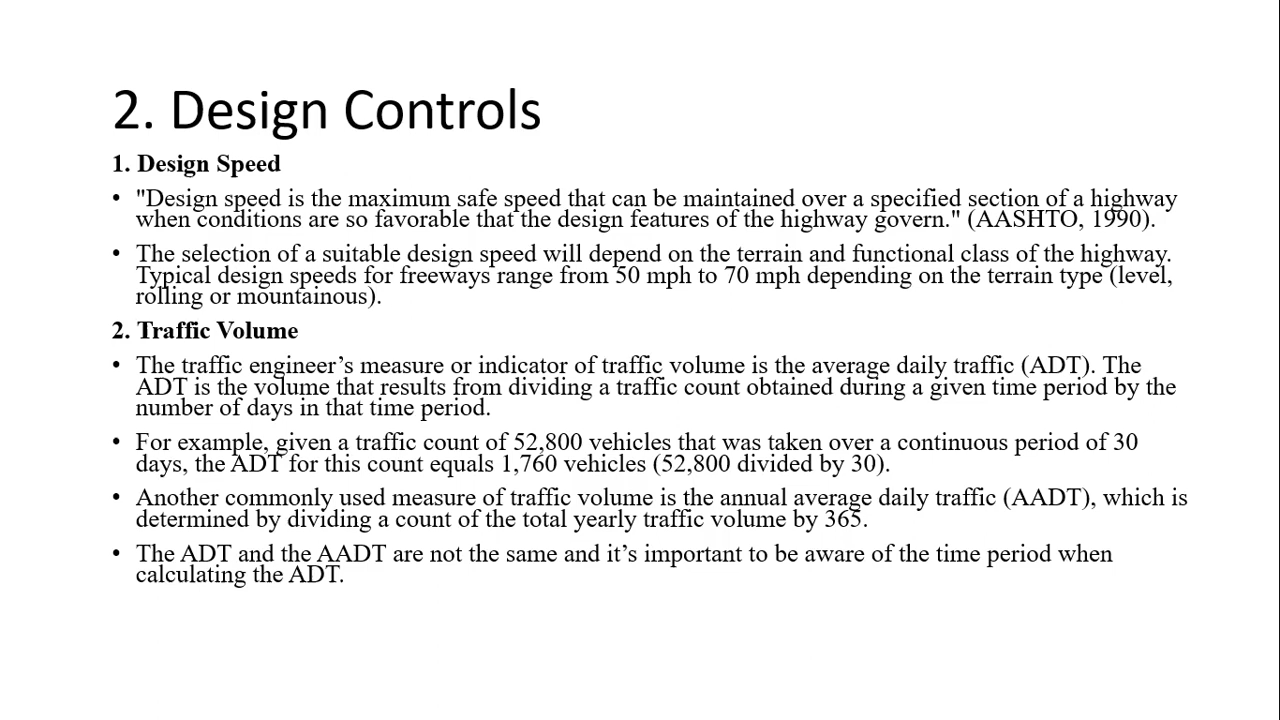 2. Design Controls
1. Design Speed
• "Design speed is the maximum safe speed that can be maintained over a specified section of a highway
when conditions are so favorable that the design features of the highway govern." (AASHTO, 1990).
• The selection of a suitable design speed will depend on the terrain and functional class of the highway.
Typical design speeds for freeways range from 50 mph to 70 mph depending on the terrain type (level,
rolling or mountainous).
2. Traffic Volume
• The traffic engineer’s measure or indicator of traffic volume is the average daily traffic (ADT). The
ADT is the volume that results from dividing a traffic count obtained during a given time period by the
number of days in that time period.
• For example, given a traffic count of 52,800 vehicles that was taken over a continuous period of 30
days, the ADT for this count equals 1,760 vehicles (52,800 divided by 30).
• Another commonly used measure of traffic volume is the annual average daily traffic (AADT), which is
determined by dividing a count of the total yearly traffic volume by 365.
• The ADT and the AADT are not the same and it’s important to be aware of the time period when
calculating the ADT.